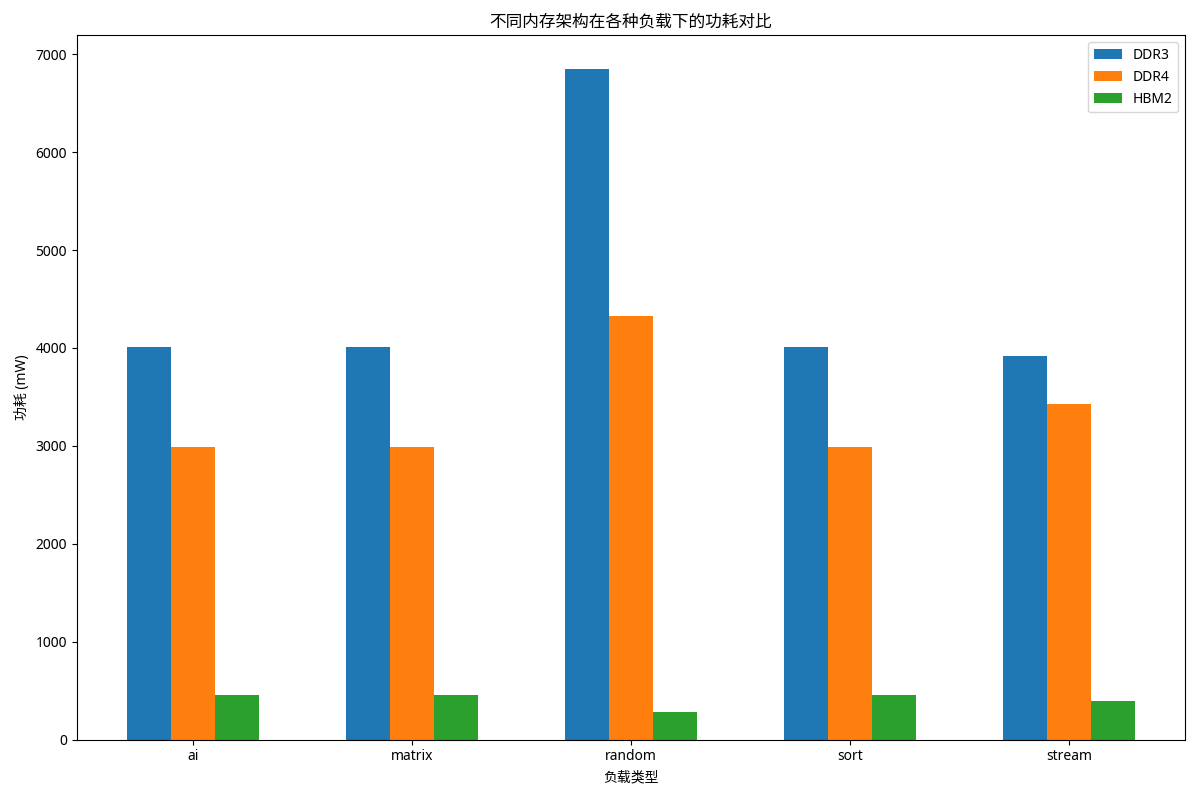 不同内存架构在各种负载下的功耗对比
DDR3
DDR4
HBM2
功耗 (mW)
7000
6000
5000
4000
3000
2000
1000
0
ai
matrix
random
sort
stream
负载类型